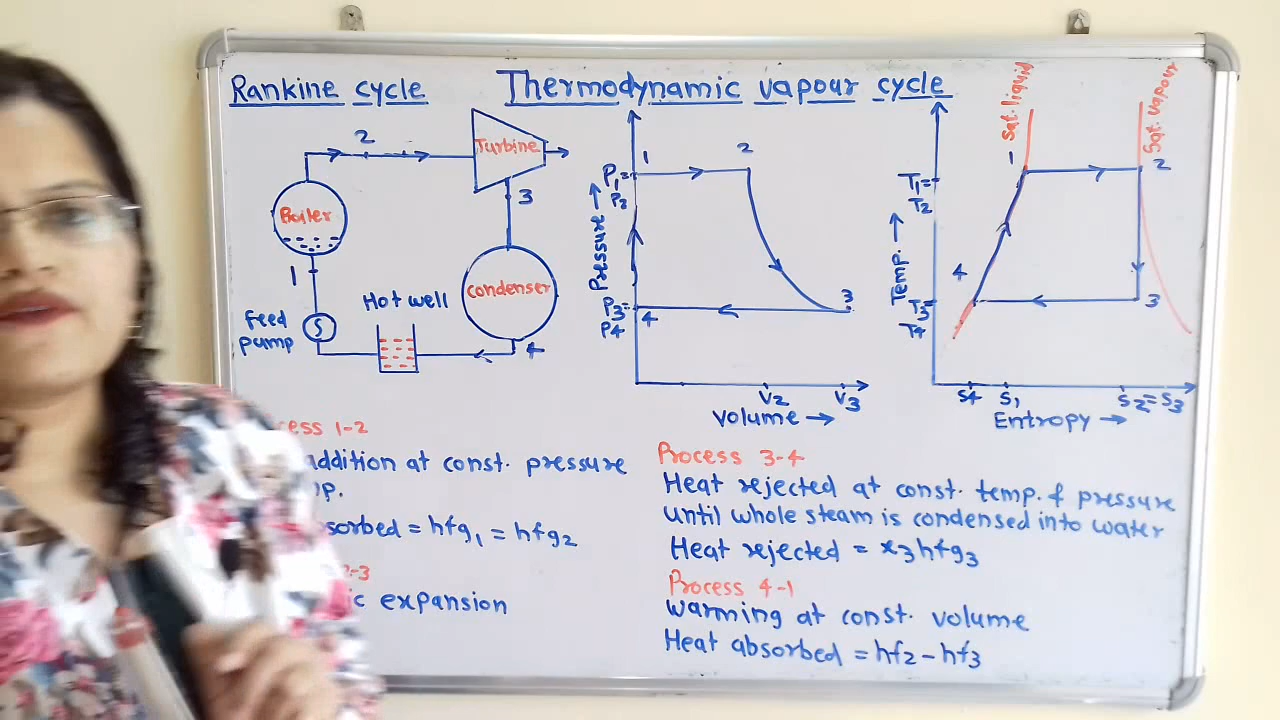 Rankine cycle
Thermodynamic vapour cycle
2
Turbine
3
Boiler
1
Hot well
condenser
Feed
pump
S
4
1
2
P1=
P2
Pressure →
P3=
P4
4
3
V2
V3
Volume →
Sat. liquid
Sat. vapour
1
2
T1=
T2
Temp. →
4
T3=
T4
3
S4
S1
S2=S3
Entropy →
cess 1-2
addition at const. pressure
p.
sorbed = hfg1 = hfg2
2-3
ic expansion
Process 3-4
Heat rejected at const. temp. & pressure
until whole steam is condensed into water
Heat rejected = x3hfg3
Process 4-1
Warming at const. volume
Heat absorbed = hf2 - hf3